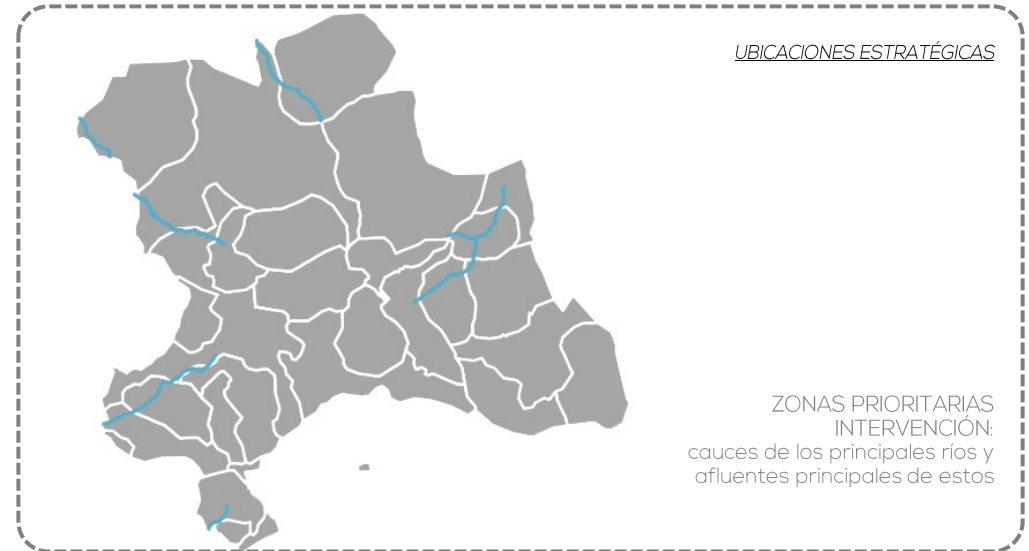 UBICACIONES ESTRATÉGICAS
ZONAS PRIORITARIAS
INTERVENCIÓN:
cauces de los principales ríos y
afluentes principales de estos